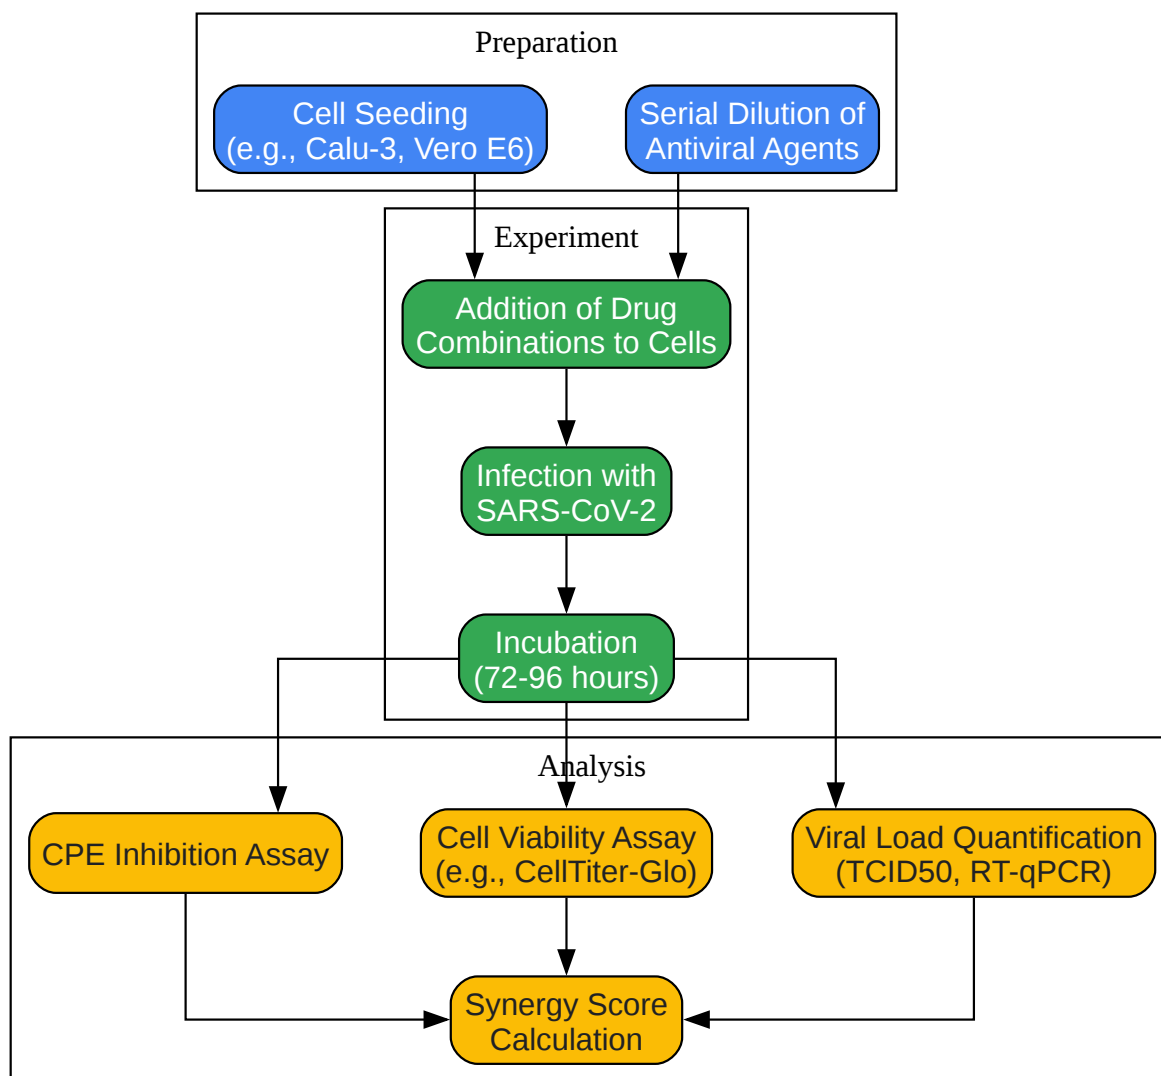 Preparation
Cell Seeding
(e.g., Calu-3, Vero E6)
Serial Dilution of
Antiviral Agents
Experiment
Addition of Drug
Combinations to Cells
Infection with
SARS-CoV-2
Incubation
(72-96 hours)
Analysis
CPE Inhibition Assay
Cell Viability Assay
(e.g., CellTiter-Glo)
Viral Load Quantification
(TCID50, RT-qPCR)
Synergy Score
Calculation